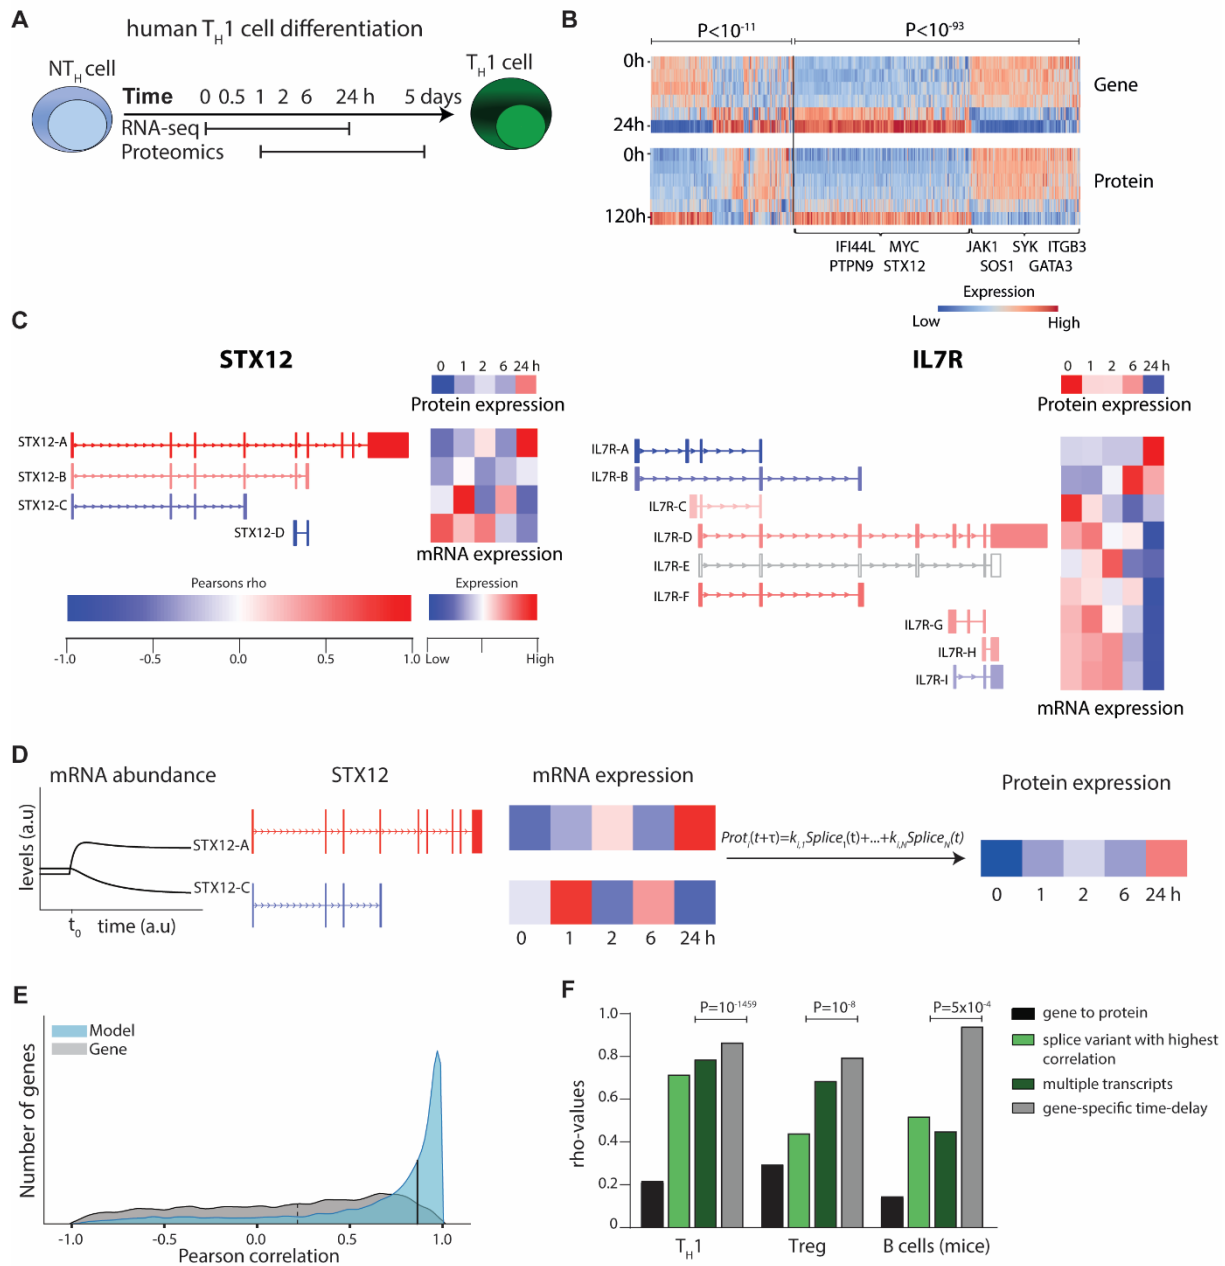 A
human TH1 cell differentiation
NTH cell
TH1 cell
Time 0 0.5 1 2 6 24 h 5 days
RNA-seq
Proteomics
B
P<10-11
P<10-93
0h
24h
Gene
0h
120h
Protein
IFI44L MYC
PTPN9 STX12
JAK1 SYK ITGB3
SOS1 GATA3
Expression
Low
High
C
STX12
0 1 2 6 24 h
Protein expression
STX12-A
STX12-B
STX12-C
STX12-D
mRNA expression
Pearsons rho
-1.0 -0.5 0.0 0.5 1.0
Expression
Low
High
IL7R
0 1 2 6 24 h
Protein expression
IL7R-A
IL7R-B
IL7R-C
IL7R-D
IL7R-E
IL7R-F
IL7R-G
IL7R-H
IL7R-I
mRNA expression
D
mRNA abundance
STX12
mRNA expression
Protein expression
levels (a.u)
t0
time (a.u)
STX12-A
STX12-C
0 1 2 6 24 h
Proti(t+τ)=ki,1Splice1(t)+...+ki,NSpliceN(t)
0 1 2 6 24 h
E
Model
Gene
Number of genes
-1.0 -0.5 0.0 0.5 1.0
Pearson correlation
F
P=10-1459
P=10-8
P=5x10-4
1.0
0.8
0.6
0.4
0.2
0
rho-values
TH1
Treg
B cells (mice)
gene to protein
splice variant with highest
correlation
multiple transcripts
gene-specific time-delay